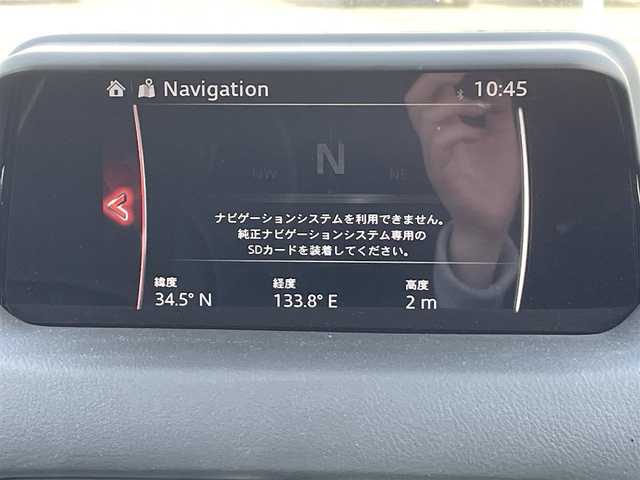 Navigation 10:45
NW N NE
ナビゲーションシステムを利用できません。
純正ナビゲーションシステム専用の
SDカードを装着してください。
緯度 経度 高度
34.5° N 133.8° E 2 m